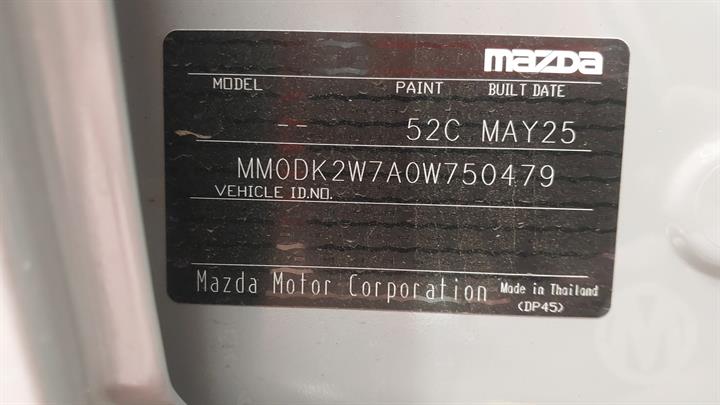 mazda
MODEL PAINT BUILT DATE
-- 52C MAY25
MM0DK2W7A0W750479
VEHICLE ID.NO.
Mazda Motor Corporation Made in Thailand
(DP45)
M